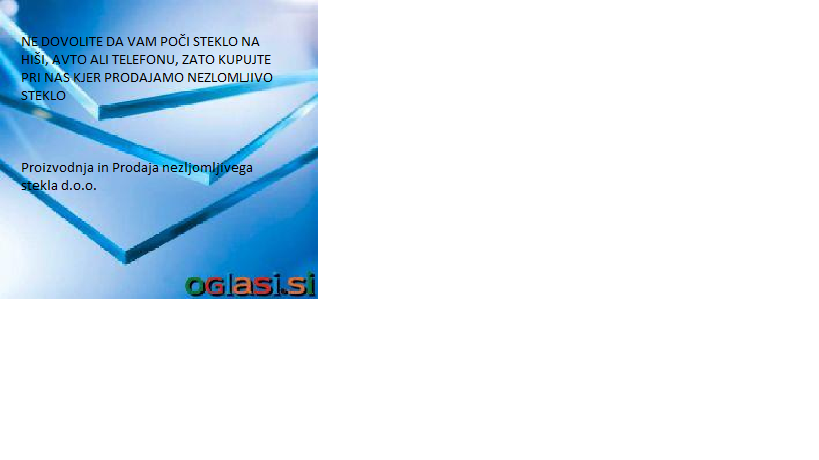 NE DOVOLITE DA VAM POČI STEKLO NA
HIŠI, AVTO ALI TELEFONU, ZATO KUPUJTE
PRI NAS KJER PRODAJAMO NEZLOMLJIVO
STEKLO
Proizvodnja in Prodaja nezljomljivega
stekla d.o.o.
oglasi.si